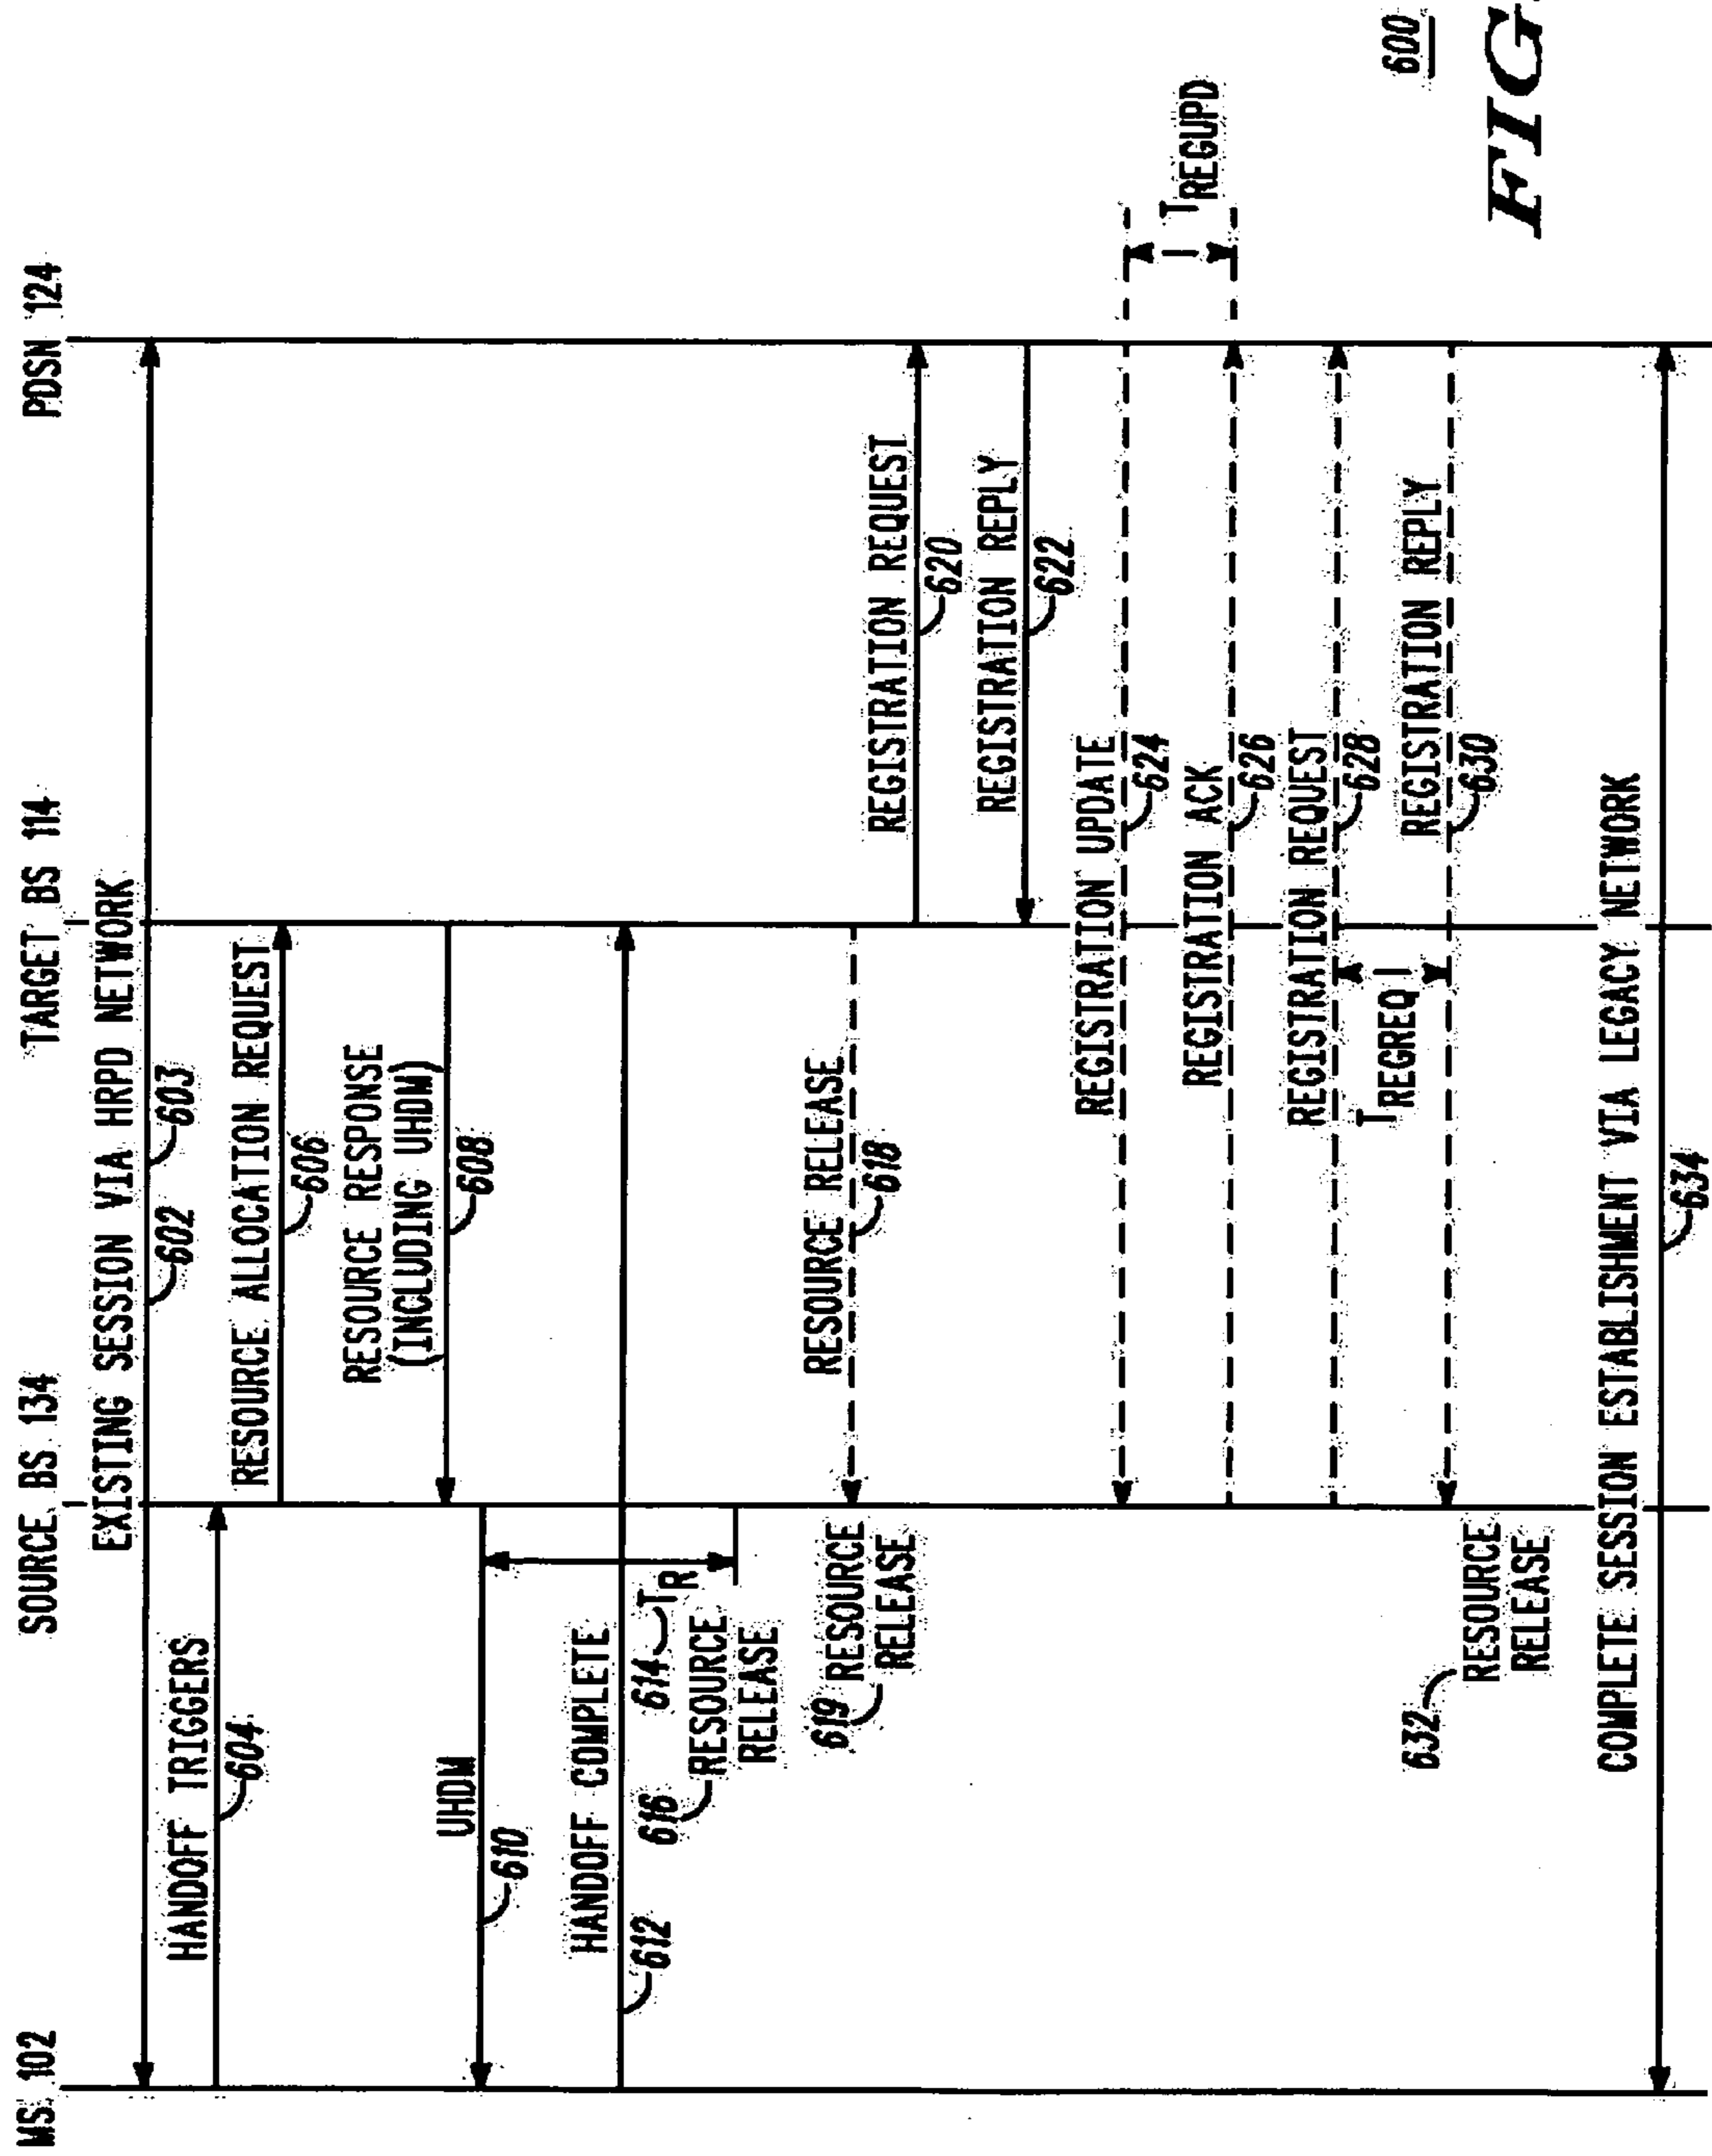 MS 102
SOURCE BS 134
TARGET BS 114
PDSN 124
EXISTING SESSION VIA HRPD NETWORK
602
603
HANDOFF TRIGGERS
604
RESOURCE ALLOCATION REQUEST
606
RESOURCE RESPONSE
(INCLUDING UHDM)
608
UHDM
610
HANDOFF COMPLETE
612
614
TR
616
RESOURCE
RELEASE
RESOURCE RELEASE
618
619
RESOURCE
RELEASE
REGISTRATION REQUEST
620
REGISTRATION REPLY
622
REGISTRATION UPDATE
624
TREGUPD
REGISTRATION ACK
626
REGISTRATION REQUEST
628
TREGREQ
REGISTRATION REPLY
630
632
RESOURCE
RELEASE
COMPLETE SESSION ESTABLISHMENT VIA LEGACY NETWORK
634
600
FIG.